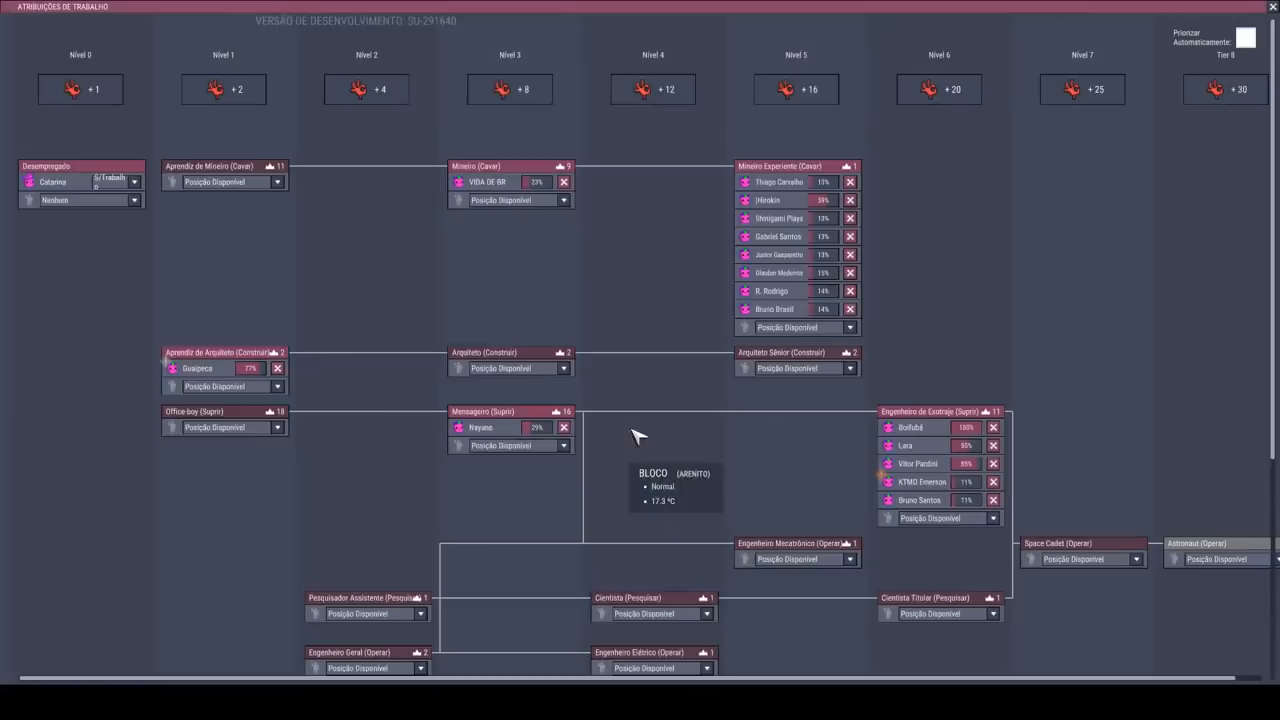 ATRIBUIÇÕES DE TRABALHO
VERSÃO DE DESENVOLVIMENTO: SU-291640
Priorizar
Automaticamente:
Nível 0
Nível 1
Nível 2
Nível 3
Nível 4
Nível 5
Nível 6
Nível 7
Tier 8
+ 1
+ 2
+ 4
+ 8
+ 12
+ 16
+ 20
+ 25
+ 30
Desempregado
Catarina S/Trabalho
Nenhum
Aprendiz de Mineiro (Cavar) 11
Posição Disponível
Mineiro (Cavar) 9
VIDA DE BR 23%
Posição Disponível
Mineiro Experiente (Cavar) 1
Thiago Carvalho 13%
jHirokin 59%
Shinigami Plays 13%
Gabriel Santos 13%
Junior Gasparetto 13%
Glauber Medeiros 15%
R. Rodrigo 14%
Bruno Brasil 14%
Posição Disponível
Aprendiz de Arquiteto (Construir) 2
Guaipeca 77%
Posição Disponível
Arquiteto (Construir) 2
Posição Disponível
Arquiteto Sênior (Construir) 2
Posição Disponível
Office-boy (Suprir) 18
Posição Disponível
Mensageiro (Suprir) 16
Nayane 29%
Posição Disponível
Engenheiro de Exotraje (Suprir) 11
Boifubá 100%
Lara
Vitor Pardini
KTMO Emerson 11%
Bruno Santos 11%
Posição Disponível
BLOCO (ARENITO)
• Normal
• 17.3 ºC
Engenheiro Mecatrônico (Operar) 1
Posição Disponível
Space Cadet (Operar)
Posição Disponível
Astronaut (Operar)
Posição Disponível
Pesquisador Assistente (Pesquisar 1
Posição Disponível
Cientista (Pesquisar) 1
Posição Disponível
Cientista Titular (Pesquisar) 1
Posição Disponível
Engenheiro Geral (Operar) 2
Posição Disponível
Engenheiro Elétrico (Operar) 1
Posição Disponível